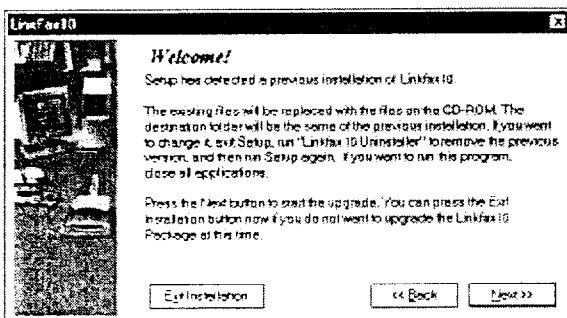 LinkFax10
Welcome!
Setup has detected a previous installation of Linkfax10.
The existing files will be replaced with the files on the CD-ROM. The
destination folder will be the same of the previous installation. If you want
to change it, exit Setup, run "Linkfax 10 Uninstaller" to remove the previous
version, and then run Setup again. If you want to run this program,
close all applications.
Press the Next button to start the upgrade. You can press the Exit
Installation button now if you do not want to upgrade the Linkfax10
Package at this time.
Exit Installation
<< Back
Next >>